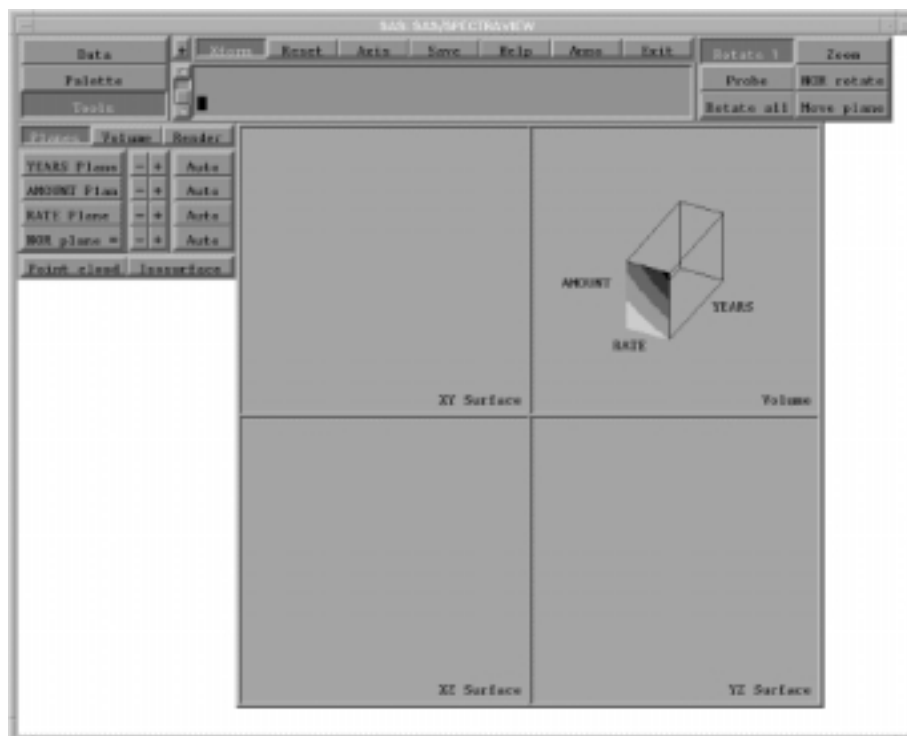 SAS: SAS/SPECTRAVIEW
Data
Palette
Tools
+
Xform Reset Axis Save Help Anno Exit
Rotate 1 Zoom
Probe NOR rotate
Rotate all Move plane
Planes Volume Render
YEARS Plane - + Auto
AMOUNT Plan - + Auto
RATE Plane - + Auto
NOR plane = - + Auto
Point cloud Isosurface
AMOUNT
YEARS
RATE
XY Surface
Volume
XZ Surface
YZ Surface